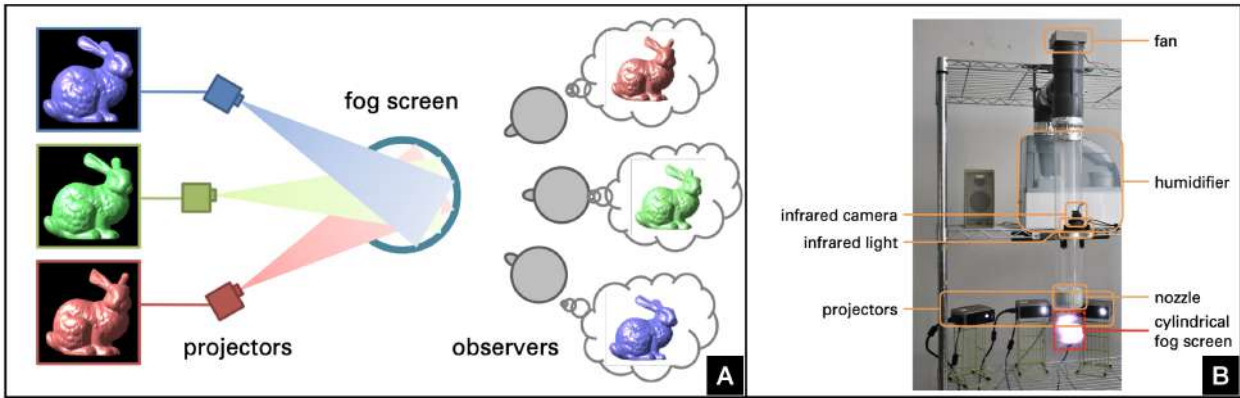 fog screen
projectors
observers
A
fan
humidifier
infrared camera
infrared light
projectors
nozzle
cylindrical
fog screen
B